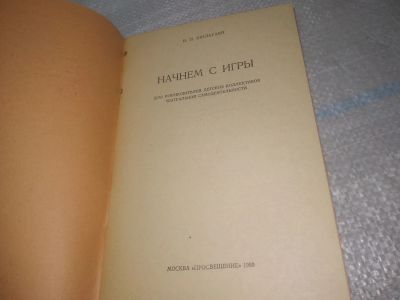 НАЧНЕМ С ИГРЫ
ДЛЯ РУКОВОДИТЕЛЕЙ ДЕТСКИХ КОЛЛЕКТИВОВ
ТЕАТРАЛЬНОЙ САМОДЕЯТЕЛЬНОСТИ
МОСКВА «ПРОСВЕЩЕНИЕ»